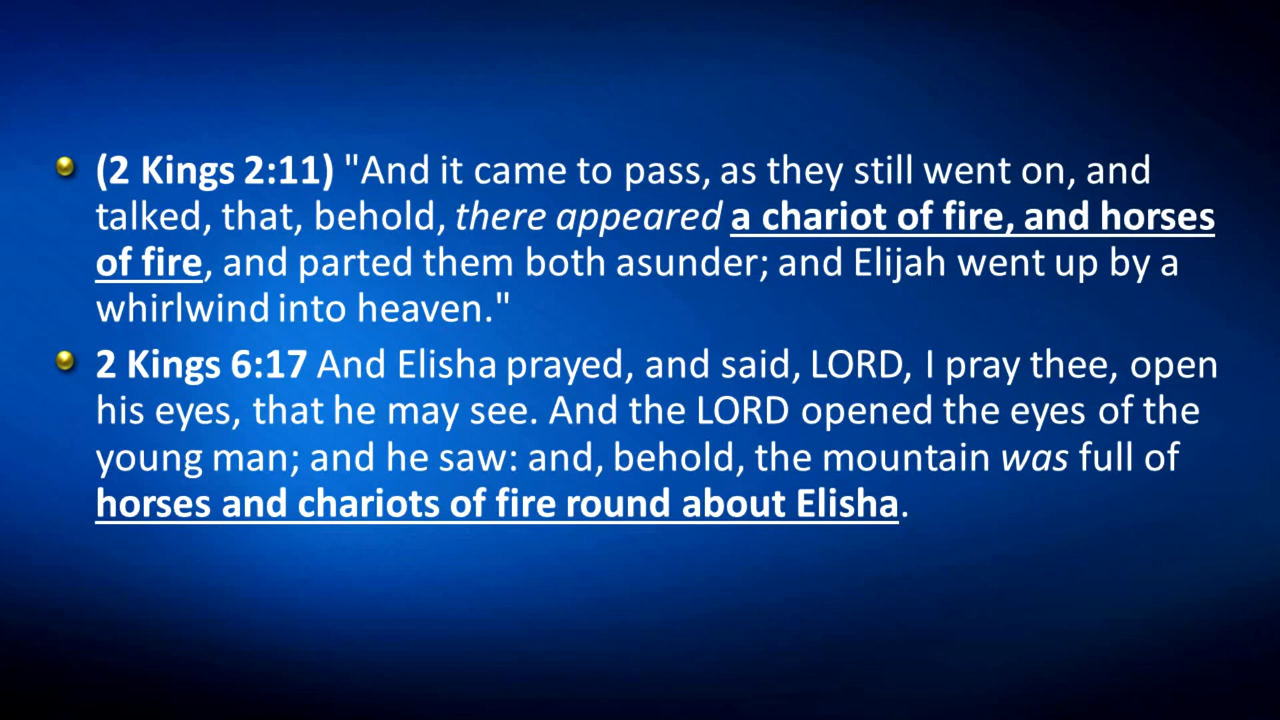 (2 Kings 2:11) "And it came to pass, as they still went on, and
talked, that, behold, there appeared a chariot of fire, and horses
of fire, and parted them both asunder; and Elijah went up by a
whirlwind into heaven."
2 Kings 6:17 And Elisha prayed, and said, LORD, I pray thee, open
his eyes, that he may see. And the LORD opened the eyes of the
young man; and he saw: and, behold, the mountain was full of
horses and chariots of fire round about Elisha.